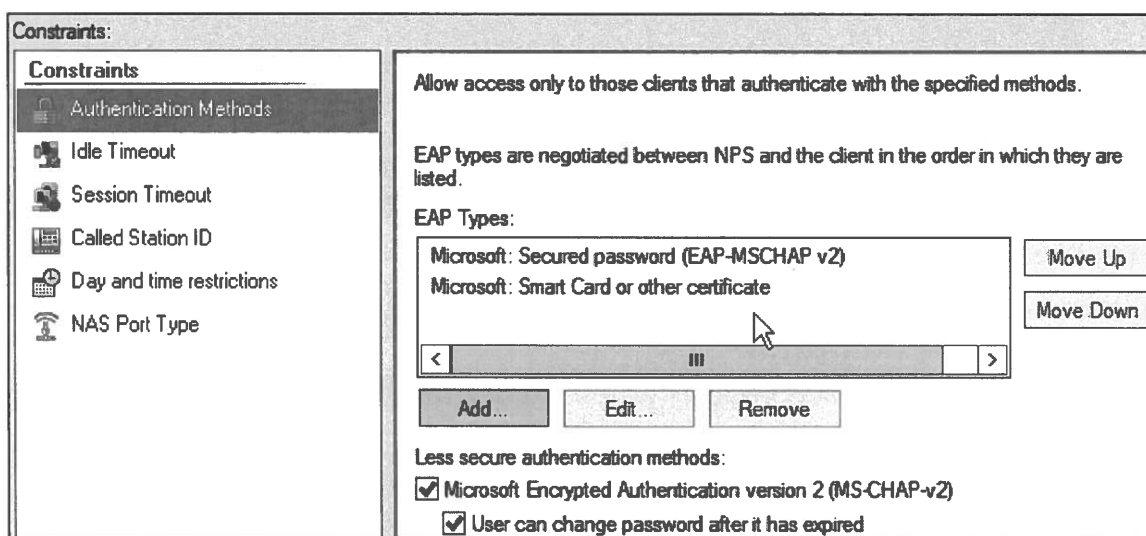 Constraints:
Constraints
Authentication Methods
Idle Timeout
Session Timeout
Called Station ID
Day and time restrictions
NAS Port Type
Allow access only to those clients that authenticate with the specified methods.
EAP types are negotiated between NPS and the client in the order in which they are
listed.
EAP Types:
Microsoft: Secured password (EAP-MSCHAP v2)
Microsoft: Smart Card or other certificate
Move Up
Move Down
Add...
Edit...
Remove
Less secure authentication methods:
Microsoft Encrypted Authentication version 2 (MS-CHAP-v2)
User can change password after it has expired